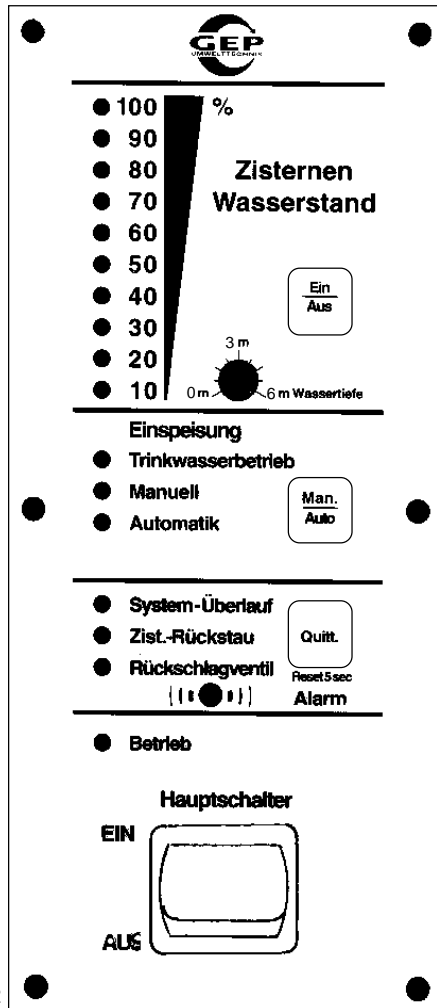 GEP
UMWELTTECHNIK
100 %
90
80
70
60
50
40
30
20
10
Zisternen
Wasserstand
Ein
Aus
3 m
0 m
6 m Wassertiefe
Einspeisung
Trinkwasserbetrieb
Manuell
Automatik
Man.
Auto
System-Überlauf
Zist.-Rückstau
Rückschlagventil
Quitt.
Reset 5 sec
Alarm
Betrieb
Hauptschalter
EIN
AUS